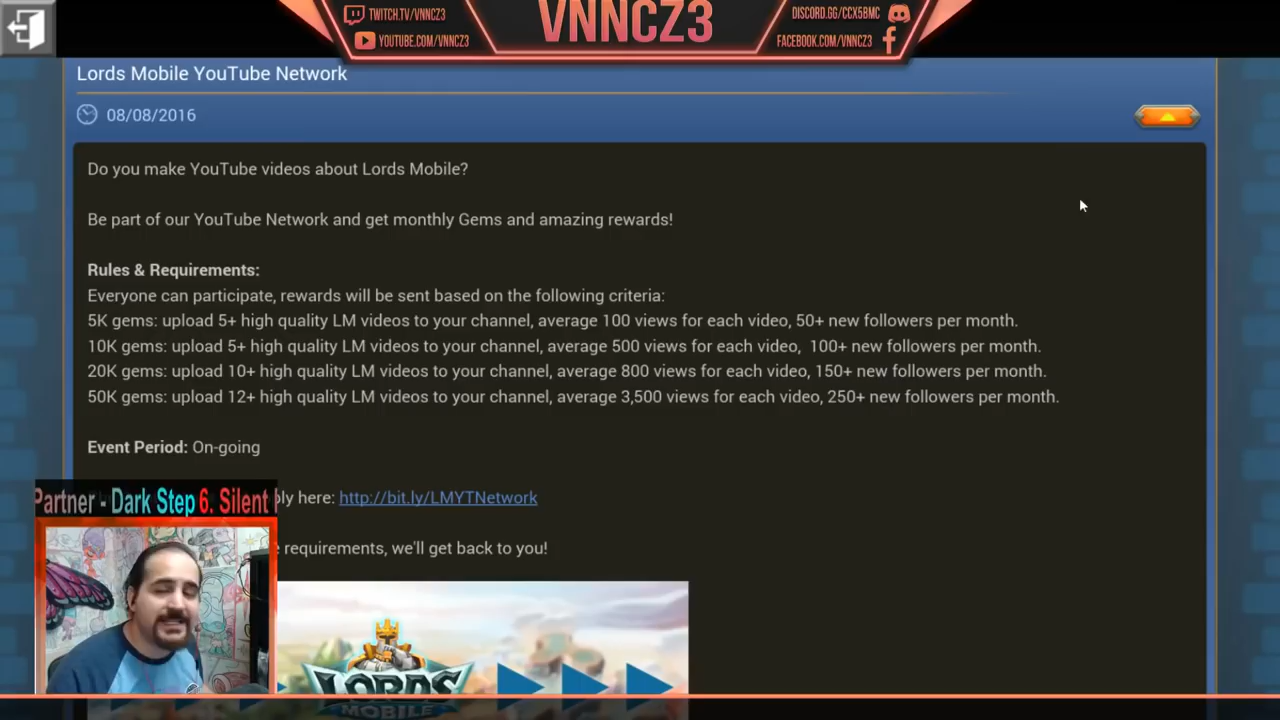 TWITCH.TV/VNNCZ3
YOUTUBE.COM/VNNCZ3
VNNCZ3
DISCORD.GG/CCX5BMC
FACEBOOK.COM/VNNCZ3
Lords Mobile YouTube Network
08/08/2016
Do you make YouTube videos about Lords Mobile?
Be part of our YouTube Network and get monthly Gems and amazing rewards!
Rules & Requirements:
Everyone can participate, rewards will be sent based on the following criteria:
5K gems: upload 5+ high quality LM videos to your channel, average 100 views for each video, 50+ new followers per month.
10K gems: upload 5+ high quality LM videos to your channel, average 500 views for each video, 100+ new followers per month.
20K gems: upload 10+ high quality LM videos to your channel, average 800 views for each video, 150+ new followers per month.
50K gems: upload 12+ high quality LM videos to your channel, average 3,500 views for each video, 250+ new followers per month.
Event Period: On-going
here: http://bit.ly/LMYTNetwork
requirements, we'll get back to you!
Partner - Dark Step 6. Silent
LORDS
MOBILE